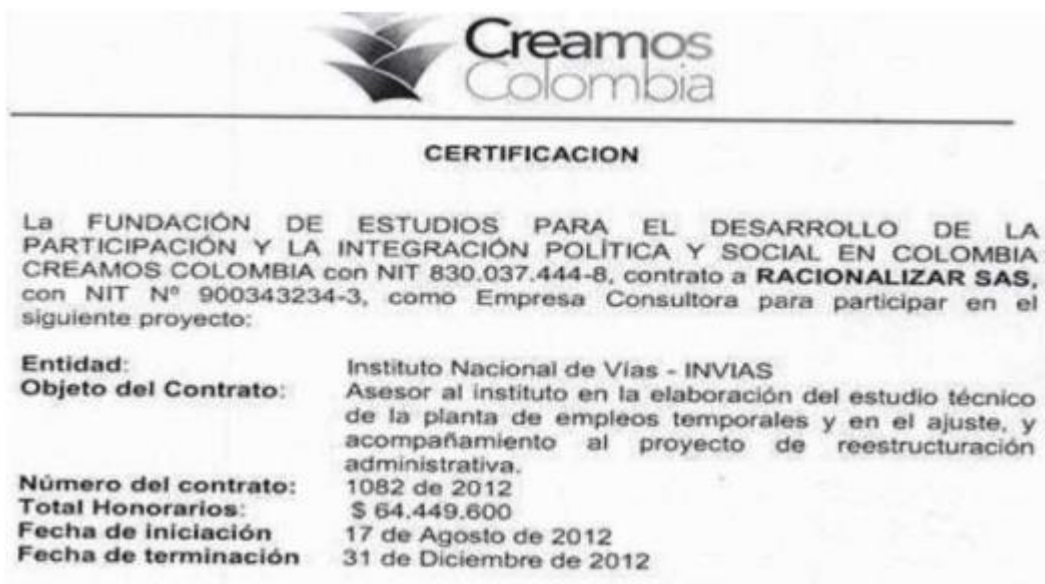 Creamos
Colombia
CERTIFICACION
La FUNDACIÓN DE ESTUDIOS PARA EL DESARROLLO DE LA
PARTICIPACIÓN Y LA INTEGRACIÓN POLÍTICA Y SOCIAL EN COLOMBIA
CREAMOS COLOMBIA con NIT 830.037.444-8, contrato a RACIONALIZAR SAS,
con NIT Nº 900343234-3, como Empresa Consultora para participar en el
siguiente proyecto:
Entidad: Instituto Nacional de Vías - INVIAS
Objeto del Contrato: Asesor al instituto en la elaboración del estudio técnico
de la planta de empleos temporales y en el ajuste, y
acompañamiento al proyecto de reestructuración
administrativa.
Número del contrato: 1082 de 2012
Total Honorarios: $ 64.449.600
Fecha de iniciación 17 de Agosto de 2012
Fecha de terminación 31 de Diciembre de 2012